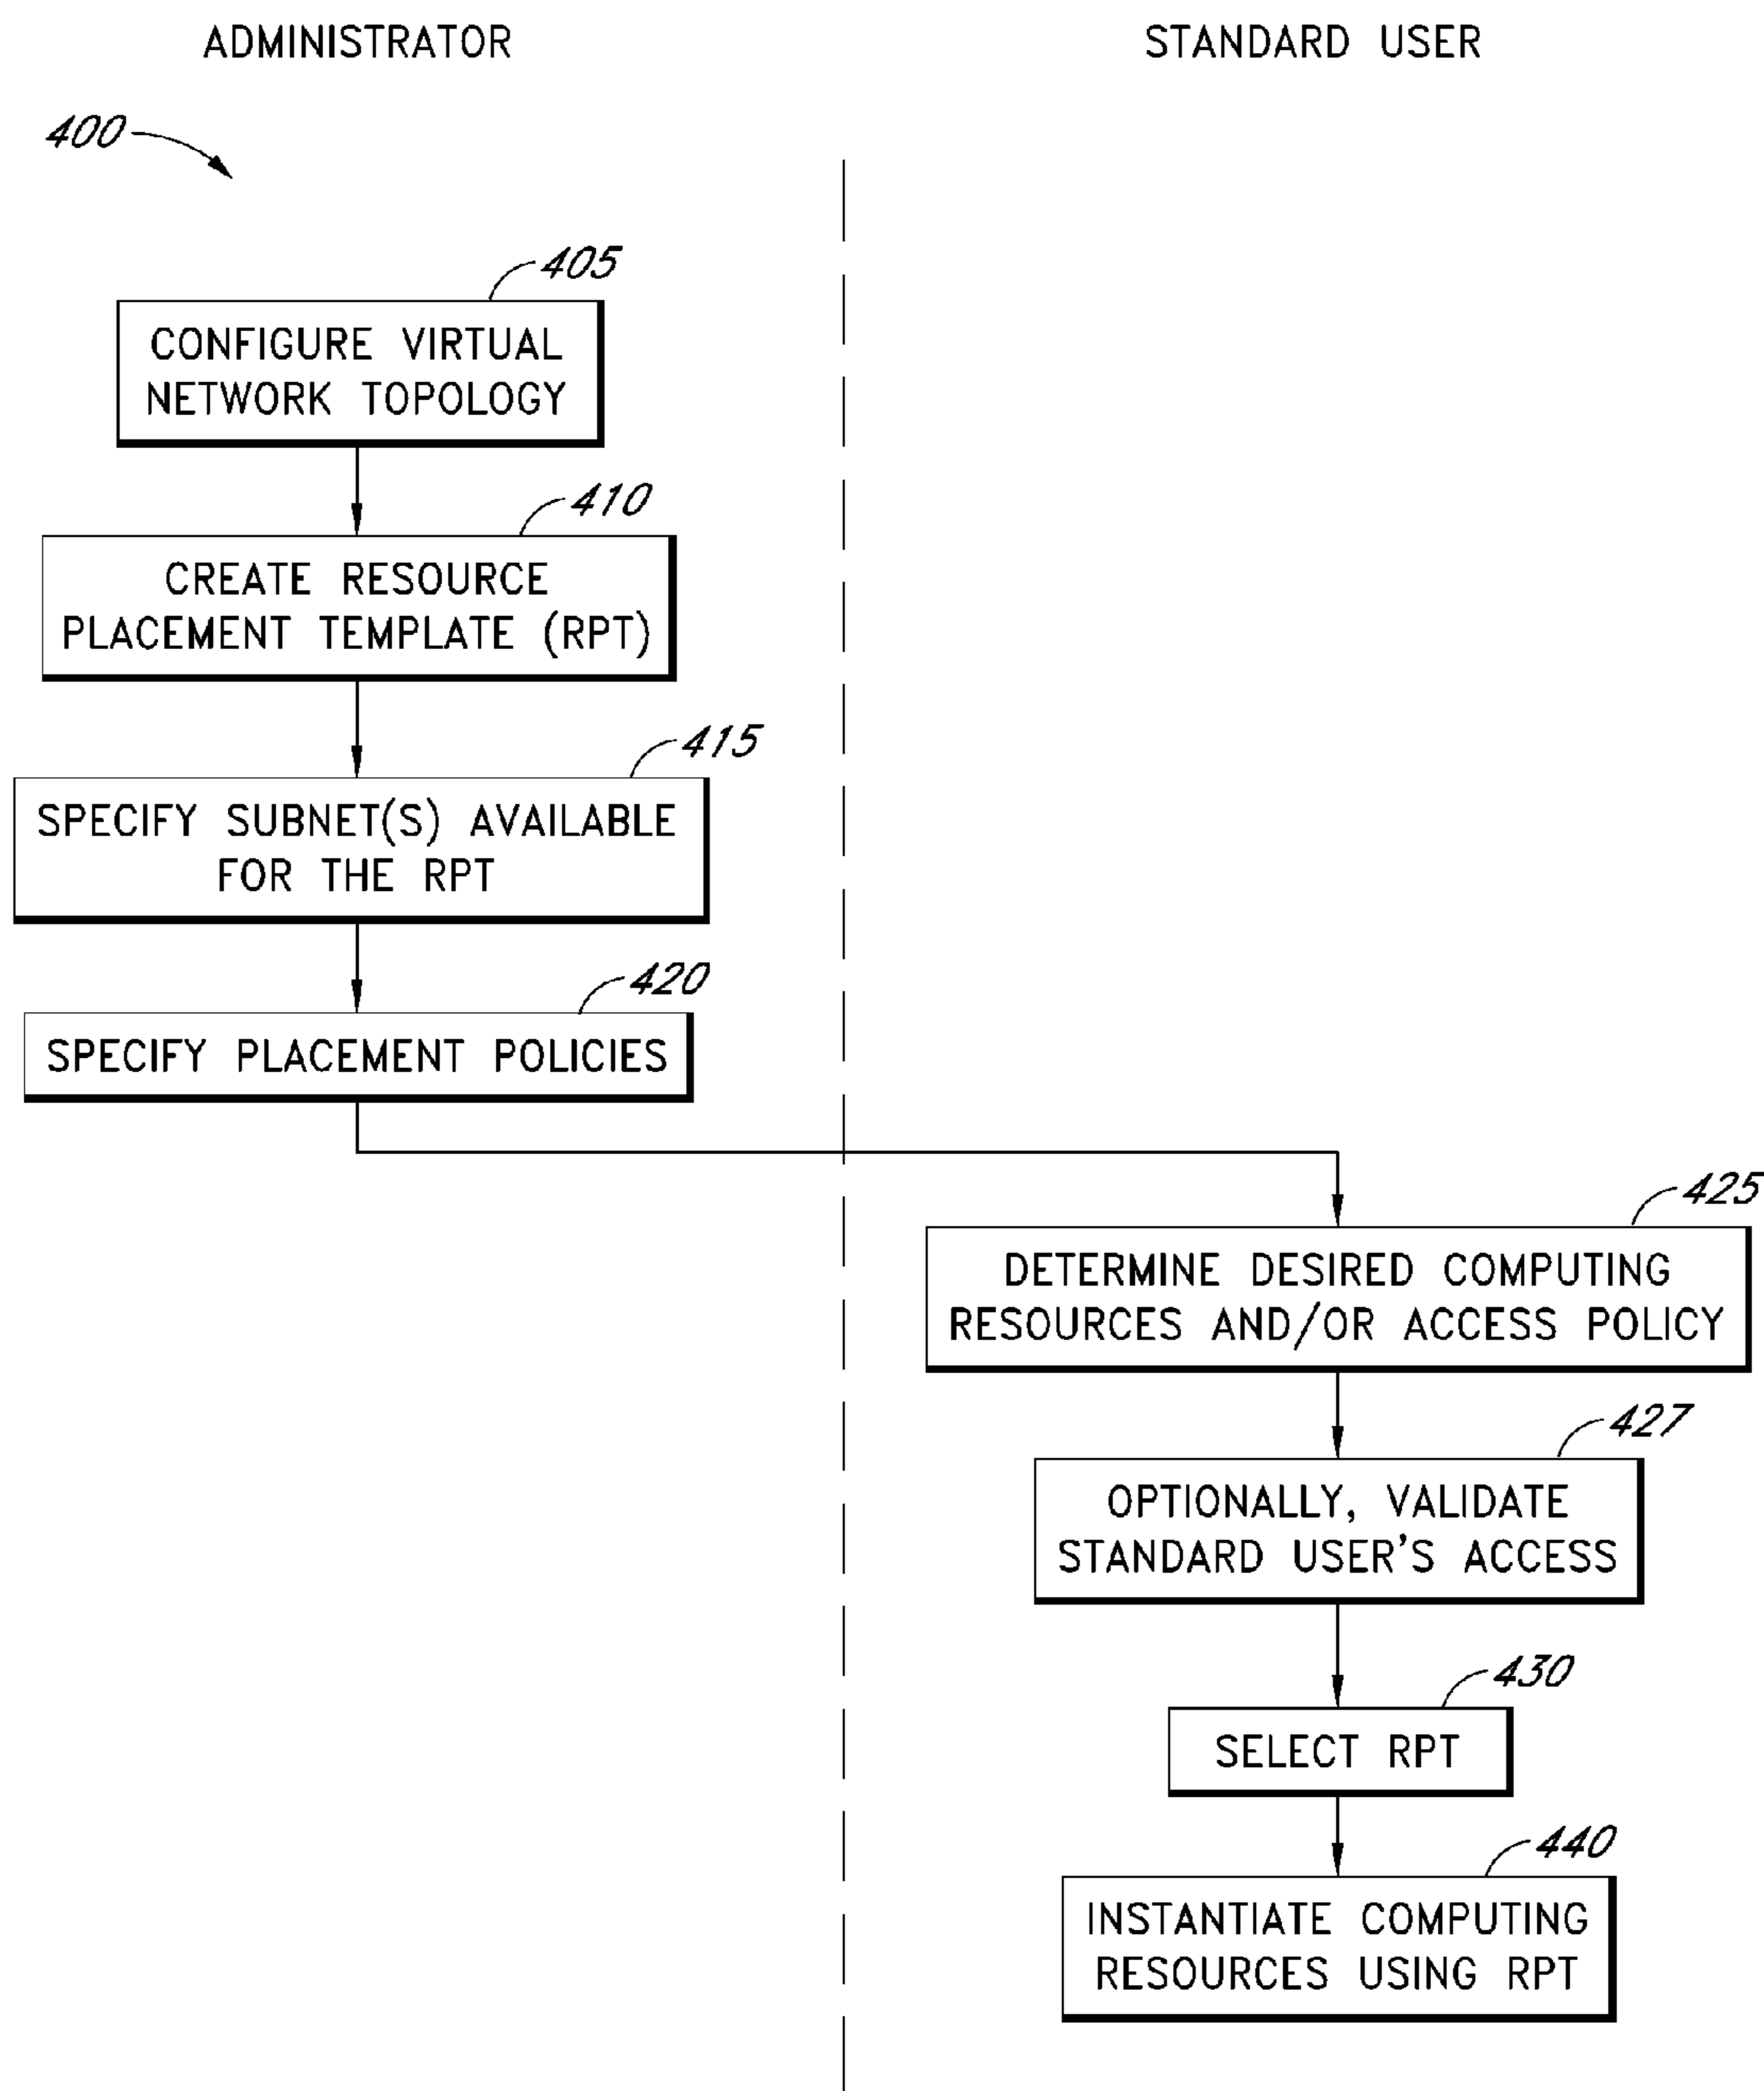 ADMINISTRATOR
STANDARD USER
400
405
CONFIGURE VIRTUAL
NETWORK TOPOLOGY
410
CREATE RESOURCE
PLACEMENT TEMPLATE (RPT)
415
SPECIFY SUBNET(S) AVAILABLE
FOR THE RPT
420
SPECIFY PLACEMENT POLICIES
425
DETERMINE DESIRED COMPUTING
RESOURCES AND/OR ACCESS POLICY
427
OPTIONALLY, VALIDATE
STANDARD USER'S ACCESS
430
SELECT RPT
440
INSTANTIATE COMPUTING
RESOURCES USING RPT